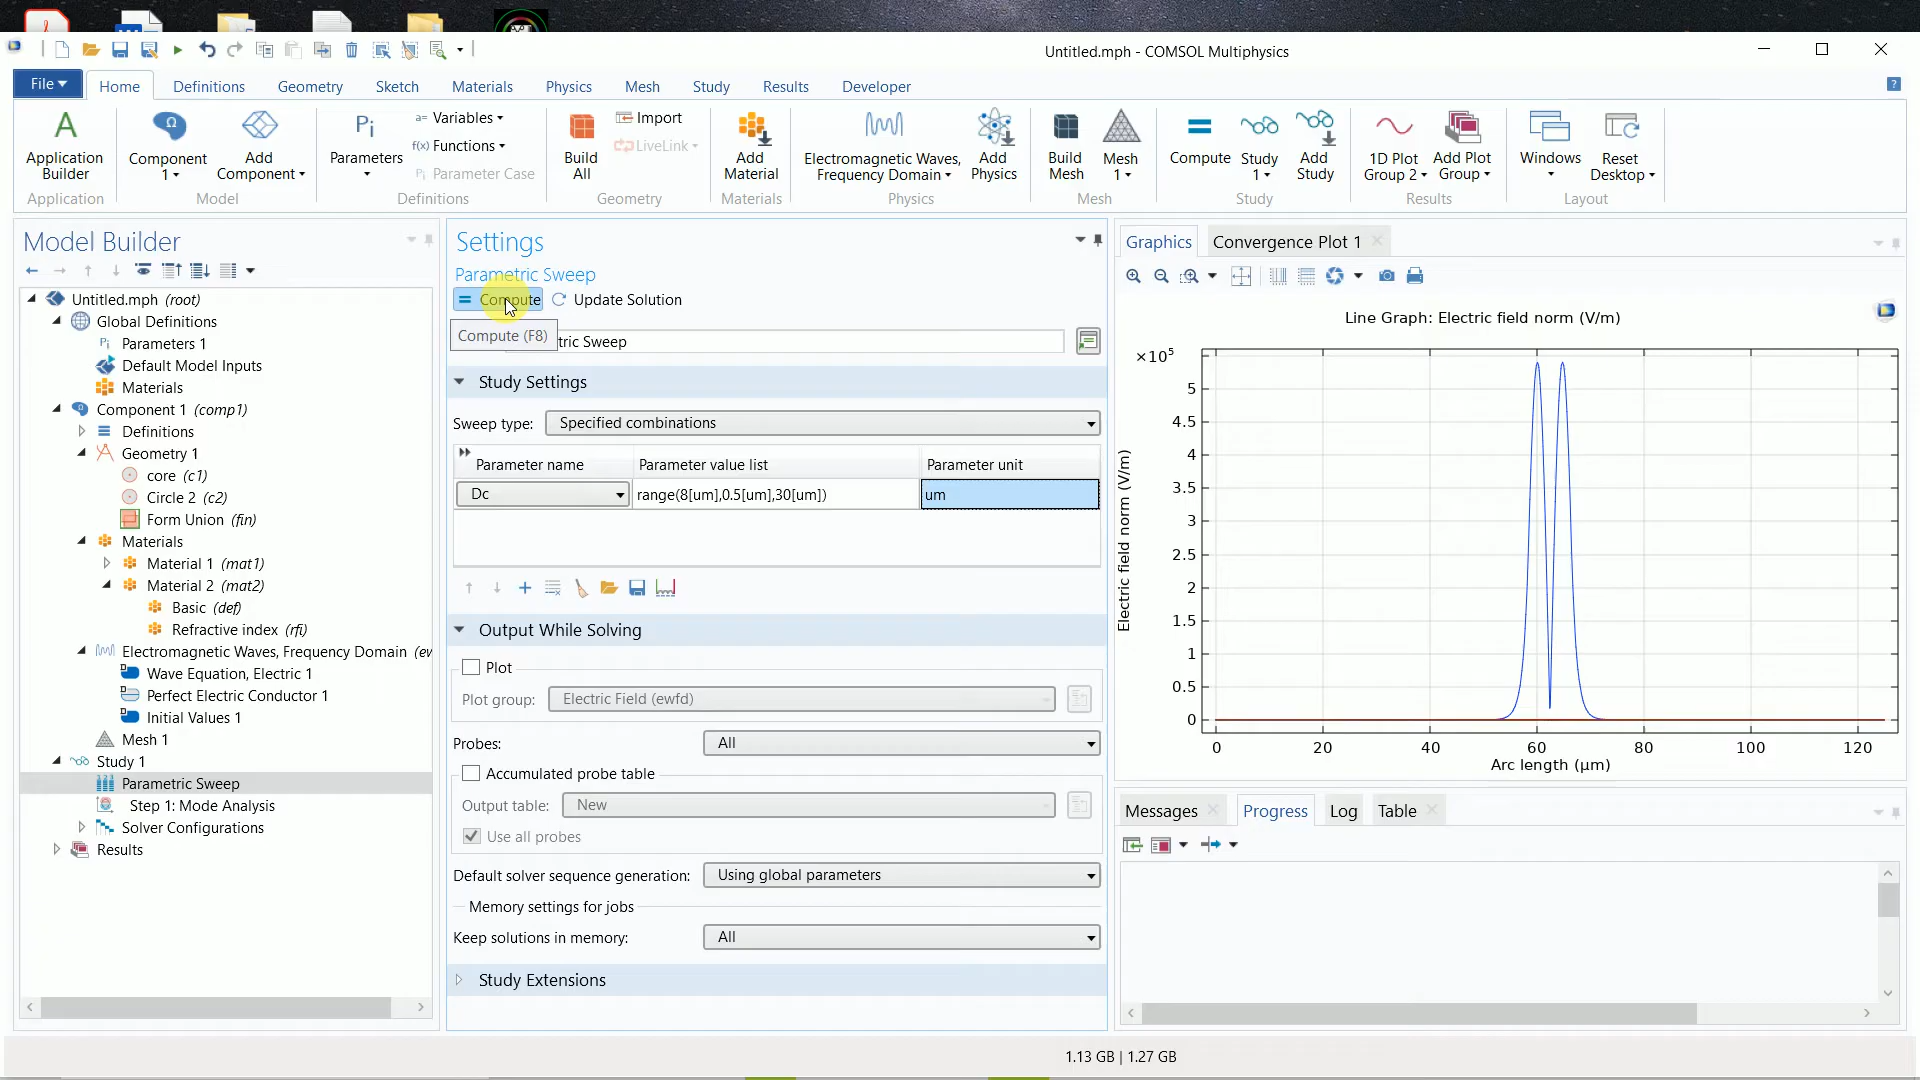 Untitled.mph - COMSOL Multiphysics
File Home Definitions Geometry Sketch Materials Physics Mesh Study Results Developer
Application Builder
Component 1
Add Component
Parameters
a= Variables
f(x) Functions
Pi Parameter Case
Build All
Import
LiveLink
Add Material
Electromagnetic Waves, Frequency Domain
Add Physics
Build Mesh
Mesh 1
Compute
Study 1
Add Study
1D Plot Group 2
Add Plot Group
Windows
Reset Desktop
Application Model Definitions Geometry Materials Physics Mesh Study Results Layout
Model Builder
Untitled.mph (root)
Global Definitions
Pi Parameters 1
Default Model Inputs
Materials
Component 1 (comp1)
Definitions
Geometry 1
core (c1)
Circle 2 (c2)
Form Union (fin)
Materials
Material 1 (mat1)
Material 2 (mat2)
Basic (def)
Refractive index (rfi)
Electromagnetic Waves, Frequency Domain (ew
Wave Equation, Electric 1
Perfect Electric Conductor 1
Initial Values 1
Mesh 1
Study 1
Parametric Sweep
Step 1: Mode Analysis
Solver Configurations
Results
Settings
Parametric Sweep
= Compute Update Solution
Compute (F8)
tric Sweep
Study Settings
Sweep type: Specified combinations
Parameter name Parameter value list Parameter unit
Dc range(8[um],0.5[um],30[um]) um
Output While Solving
Plot
Plot group: Electric Field (ewfd)
Probes: All
Accumulated probe table
Output table: New
Use all probes
Default solver sequence generation: Using global parameters
Memory settings for jobs
Keep solutions in memory: All
Study Extensions
Graphics Convergence Plot 1
Line Graph: Electric field norm (V/m)
×10⁵
5
4.5
4
3.5
3
2.5
2
1.5
1
0.5
0
Electric field norm (V/m)
0 20 40 60 80 100 120
Arc length (µm)
Messages Progress Log Table
1.13 GB | 1.27 GB